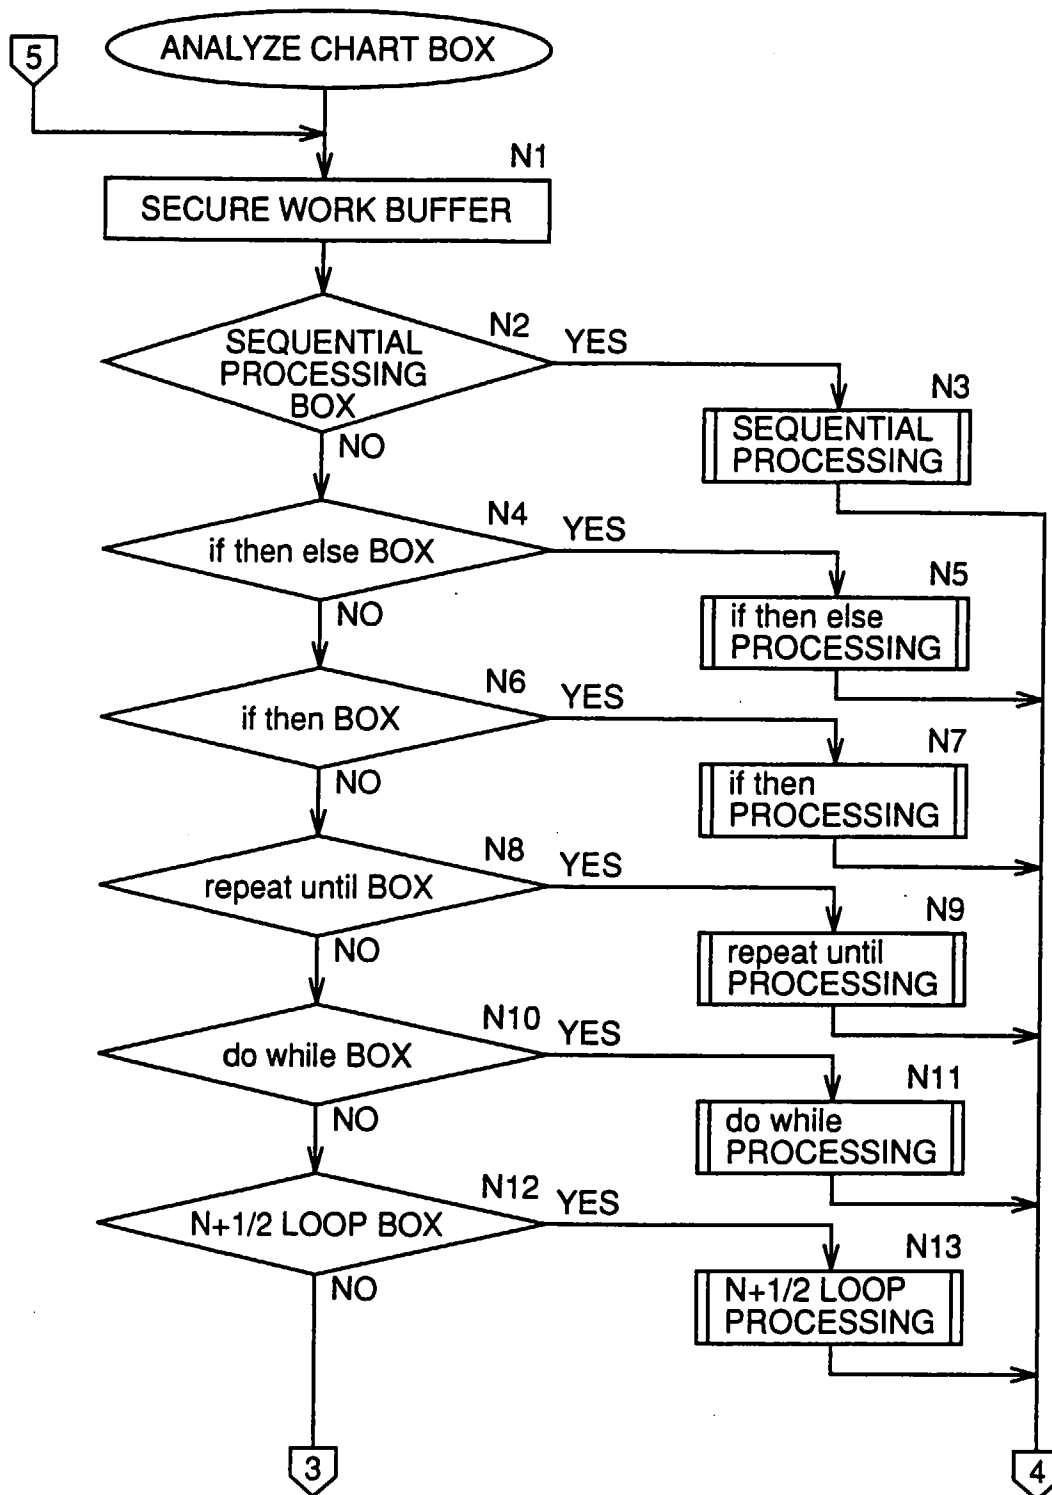 5
ANALYZE CHART BOX
N1
SECURE WORK BUFFER
N2
YES
SEQUENTIAL
PROCESSING
BOX
NO
N3
SEQUENTIAL
PROCESSING
N4
YES
if then else BOX
NO
N5
if then else
PROCESSING
N6
YES
if then BOX
NO
N7
if then
PROCESSING
N8
YES
repeat until BOX
NO
N9
repeat until
PROCESSING
N10
YES
do while BOX
NO
N11
do while
PROCESSING
N12
YES
N+1/2 LOOP BOX
NO
N13
N+1/2 LOOP
PROCESSING
3
4